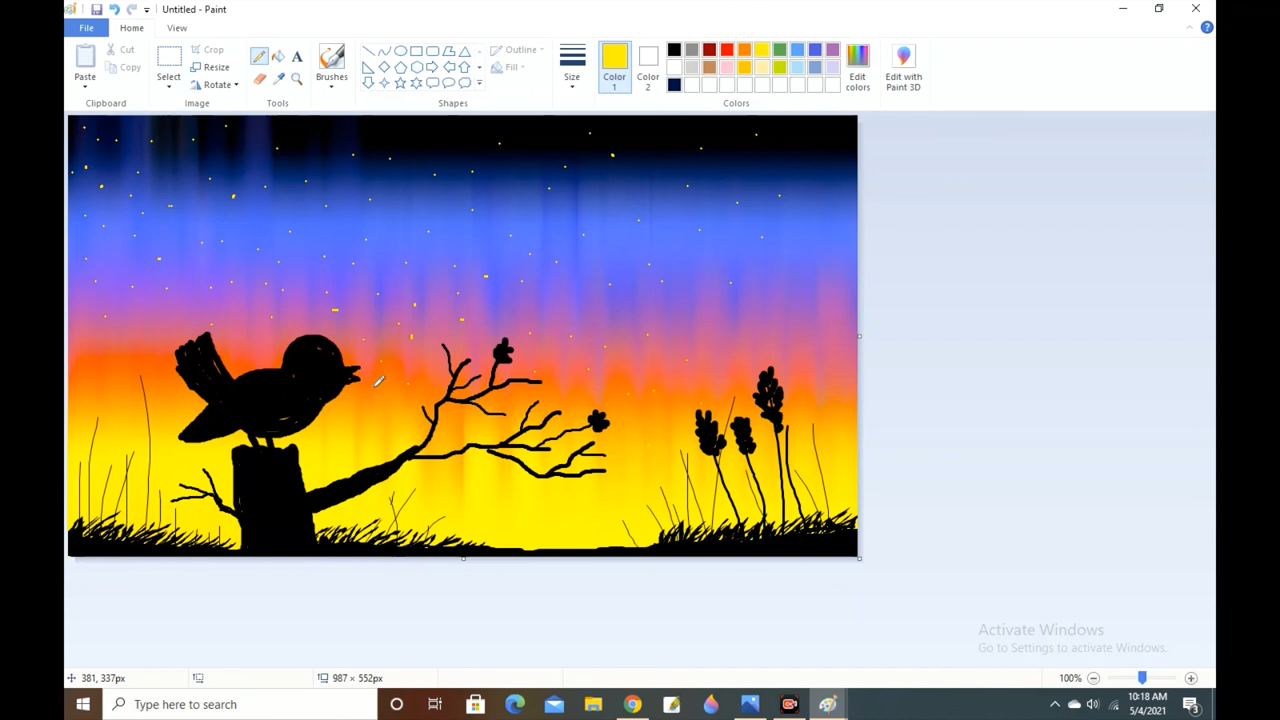 Untitled - Paint
File
Home
View
Paste
Cut
Copy
Clipboard
Select
Crop
Resize
Rotate
Image
A
Tools
Brushes
Shapes
Outline
Fill
Size
Color 1
Color 2
Edit colors
Colors
Edit with Paint 3D
Activate Windows
Go to Settings to activate Windows.
381, 337px
987 × 552px
100%
Type here to search
10:18 AM
5/4/2021
3